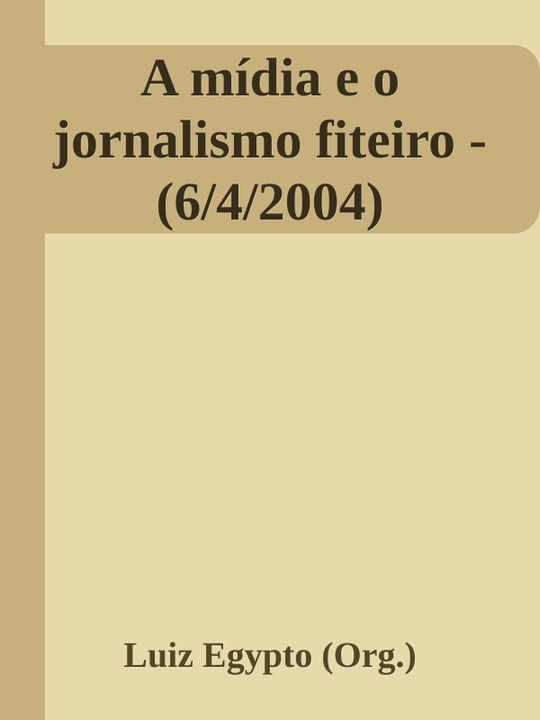 A mídia e o
jornalismo fiteiro -
(6/4/2004)
Luiz Egypto (Org.)